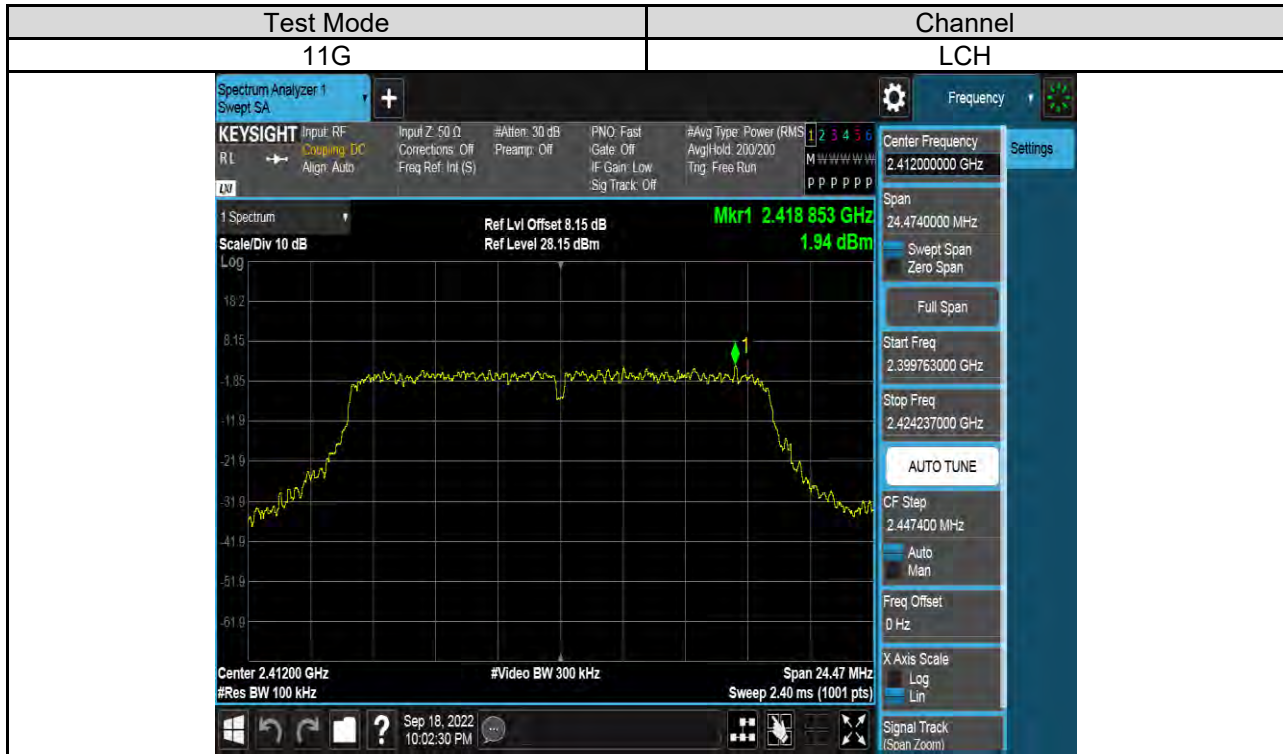 Test Mode Channel
11G LCH
Spectrum Analyzer 1
Swept SA
Frequency
KEYSIGHT Input: RF
Coupling: DC
Align: Auto
RL
LXI
Input Z: 50 Ω
Corrections: Off
Freq Ref: Int (S)
#Atten: 30 dB
Preamp: Off
PNO: Fast
Gate: Off
IF Gain: Low
Sig Track: Off
#Avg Type: Power (RMS
Avg|Hold: 200/200
Trig: Free Run
1 2 3 4 5 6
M W W W W W
P P P P P P
Center Frequency
2.412000000 GHz
Settings
Span
24.4740000 MHz
Swept Span
Zero Span
Full Span
Start Freq
2.399763000 GHz
Stop Freq
2.424237000 GHz
AUTO TUNE
CF Step
2.447400 MHz
Auto
Man
Freq Offset
0 Hz
X Axis Scale
Log
Lin
Signal Track
(Span Zoom)
1 Spectrum
Scale/Div 10 dB
Ref Lvl Offset 8.15 dB
Ref Level 28.15 dBm
Mkr1 2.418 853 GHz
1.94 dBm
Log
18.2
8.15
-1.85
-11.9
-21.9
-31.9
-41.9
-51.9
-61.9
1
Center 2.41200 GHz
#Video BW 300 kHz
Span 24.47 MHz
#Res BW 100 kHz
Sweep 2.40 ms (1001 pts)
?
Sep 18, 2022
10:02:30 PM